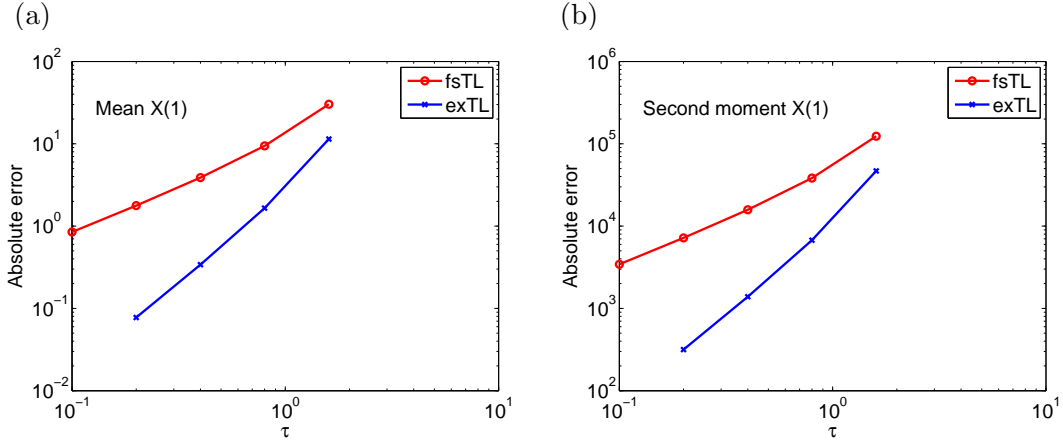 (a)
10^2
10^1
10^0
10^−1
10^−2
Absolute error
Mean X(1)
fsTL
exTL
10^−1
10^0
10^1
τ
(b)
10^6
10^5
10^4
10^3
10^2
Absolute error
Second moment X(1)
fsTL
exTL
10^−1
10^0
10^1
τ